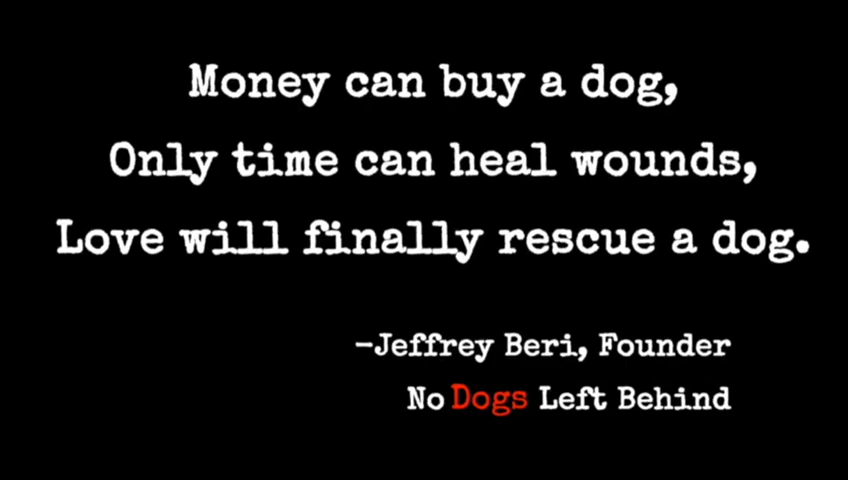 Money can buy a dog,
Only time can heal wounds,
Love will finally rescue a dog.
-Jeffrey Beri, Founder
No Dogs Left Behind